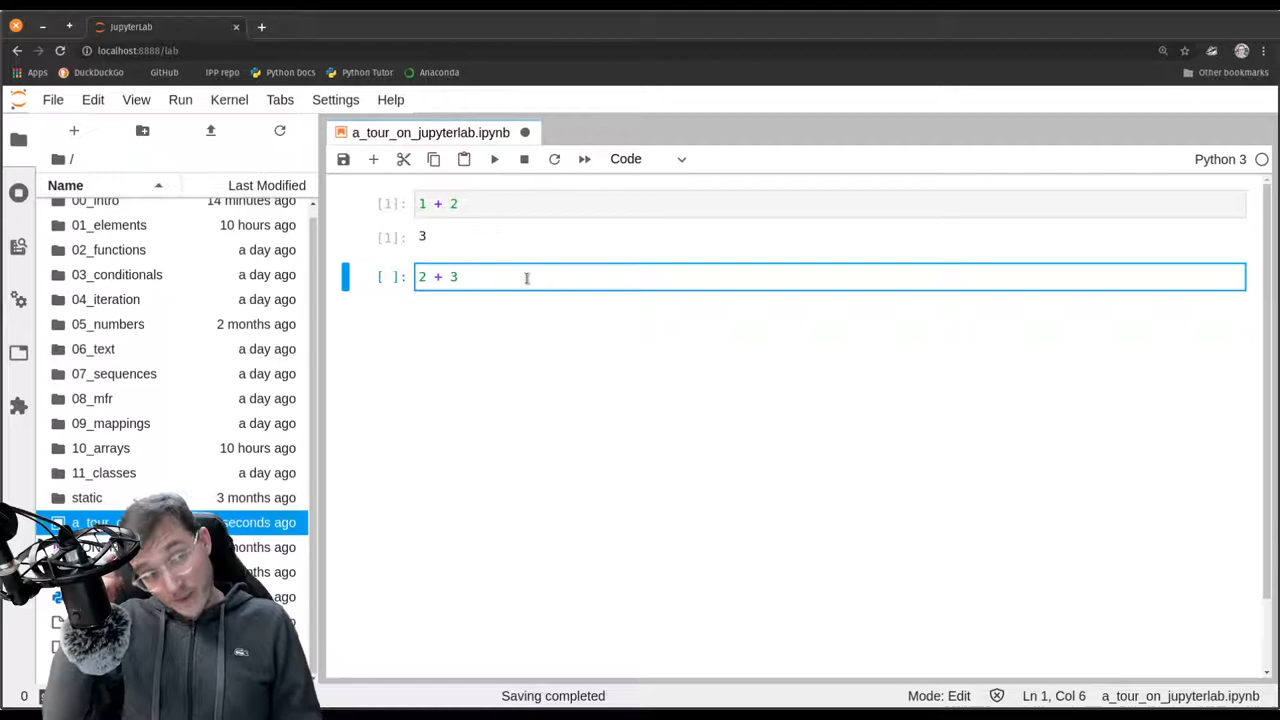 JupyterLab
localhost:8888/lab
Apps DuckDuckGo GitHub IPP repo Python Docs Python Tutor Anaconda Other bookmarks
File Edit View Run Kernel Tabs Settings Help
a_tour_on_jupyterlab.ipynb
/
Code Python 3
Name Last Modified
00_intro 14 minutes ago
01_elements 10 hours ago
02_functions a day ago
03_conditionals a day ago
04_iteration a day ago
05_numbers 2 months ago
06_text a day ago
07_sequences a day ago
08_mfr a day ago
09_mappings a day ago
10_arrays 10 hours ago
11_classes a day ago
static 3 months ago
a_tour seconds ago
ago
ago
ago
[1]: 1 + 2
[1]: 3
[ ]: 2 + 3
0 Saving completed Mode: Edit Ln 1, Col 6 a_tour_on_jupyterlab.ipynb